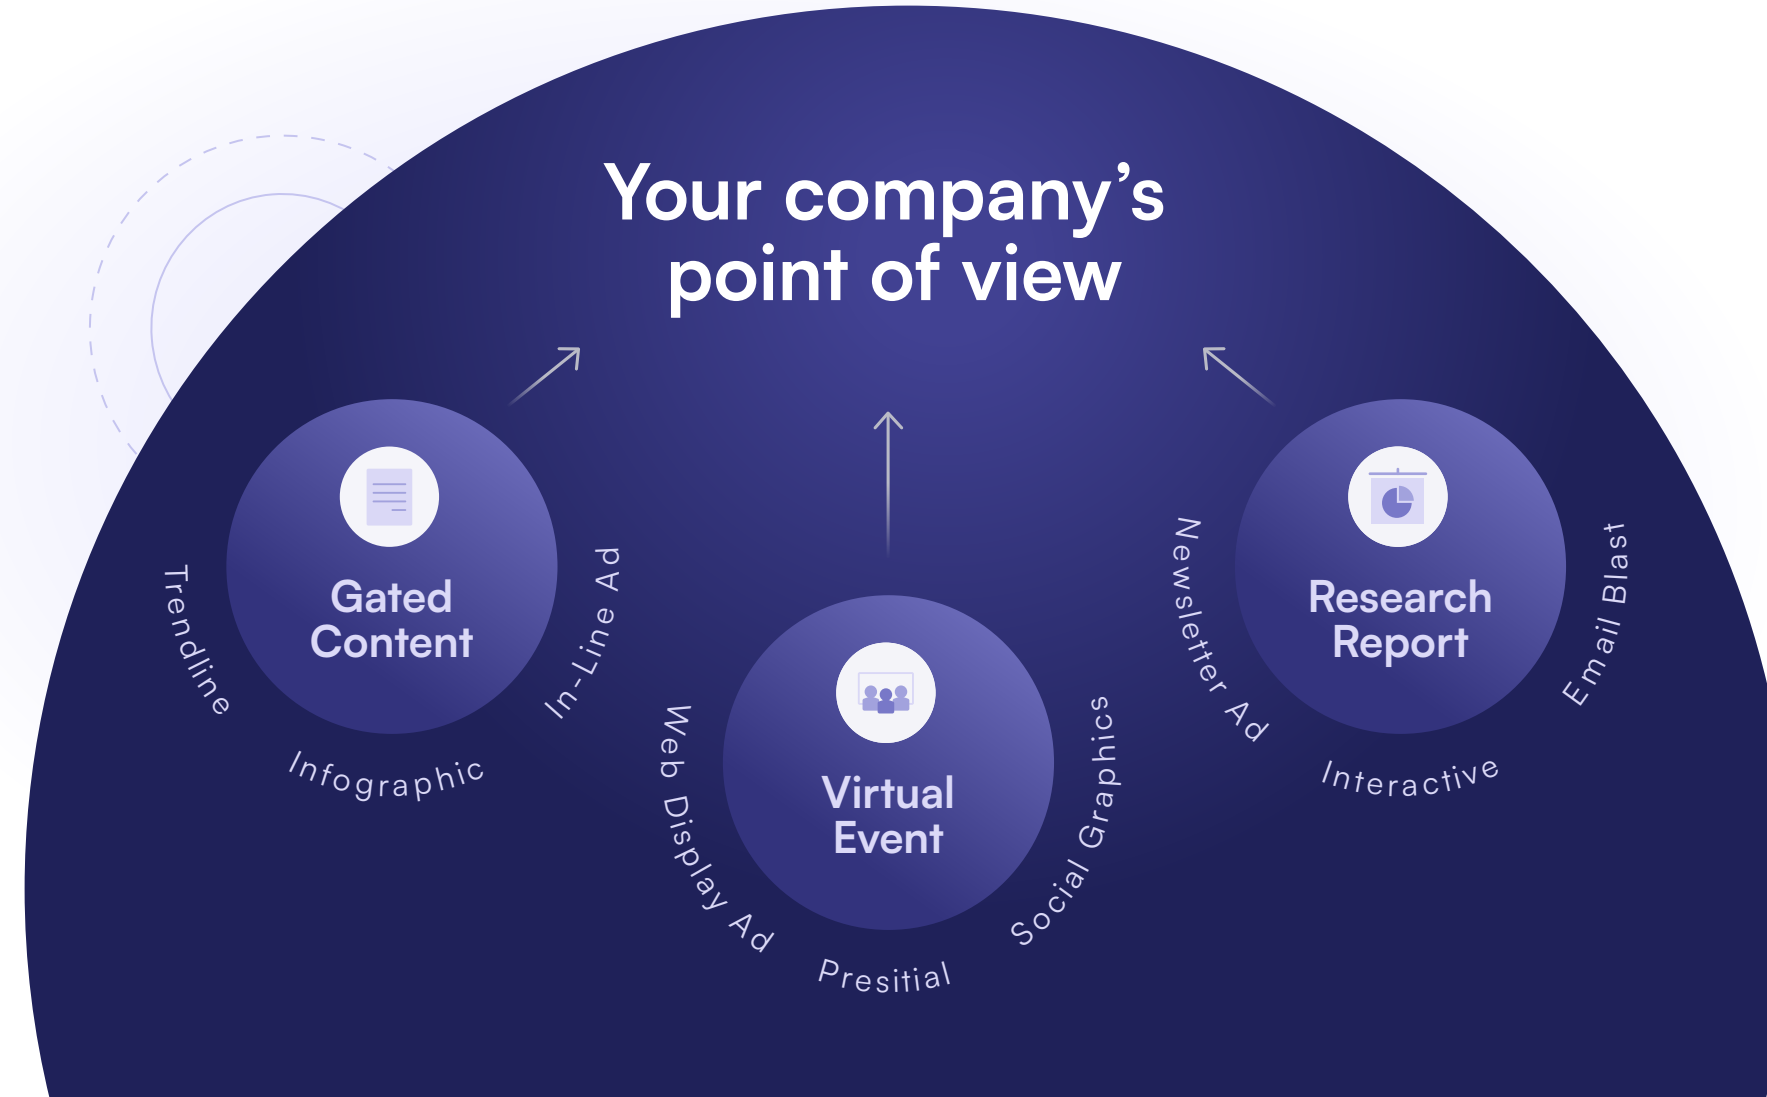 Your company’s
point of view
Gated
Content
Trendline
Infographic
In-Line Ad
Virtual
Event
Web Display Ad
Presitial
Social Graphics
Research
Report
Newsletter Ad
Interactive
Email Blast